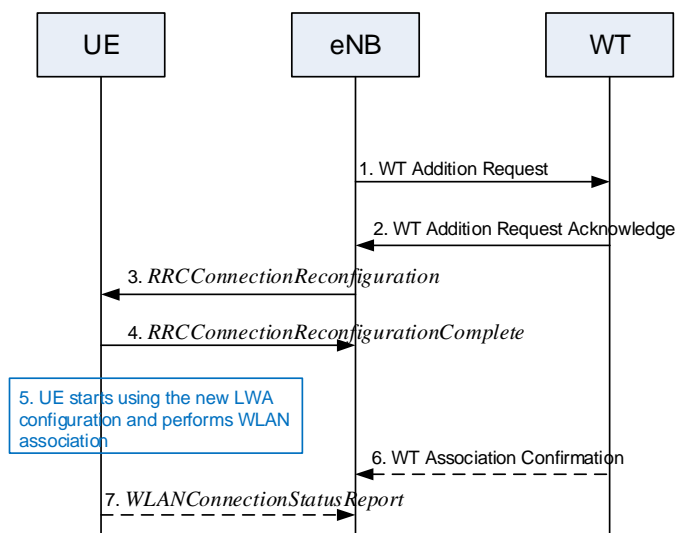 UE
eNB
WT
1. WT Addition Request
2. WT Addition Request Acknowledge
3. RRCConnectionReconfiguration
4. RRCConnectionReconfigurationComplete
5. UE starts using the new LWA
configuration and performs WLAN
association
6. WT Association Confirmation
7. WLANConnectionStatusReport